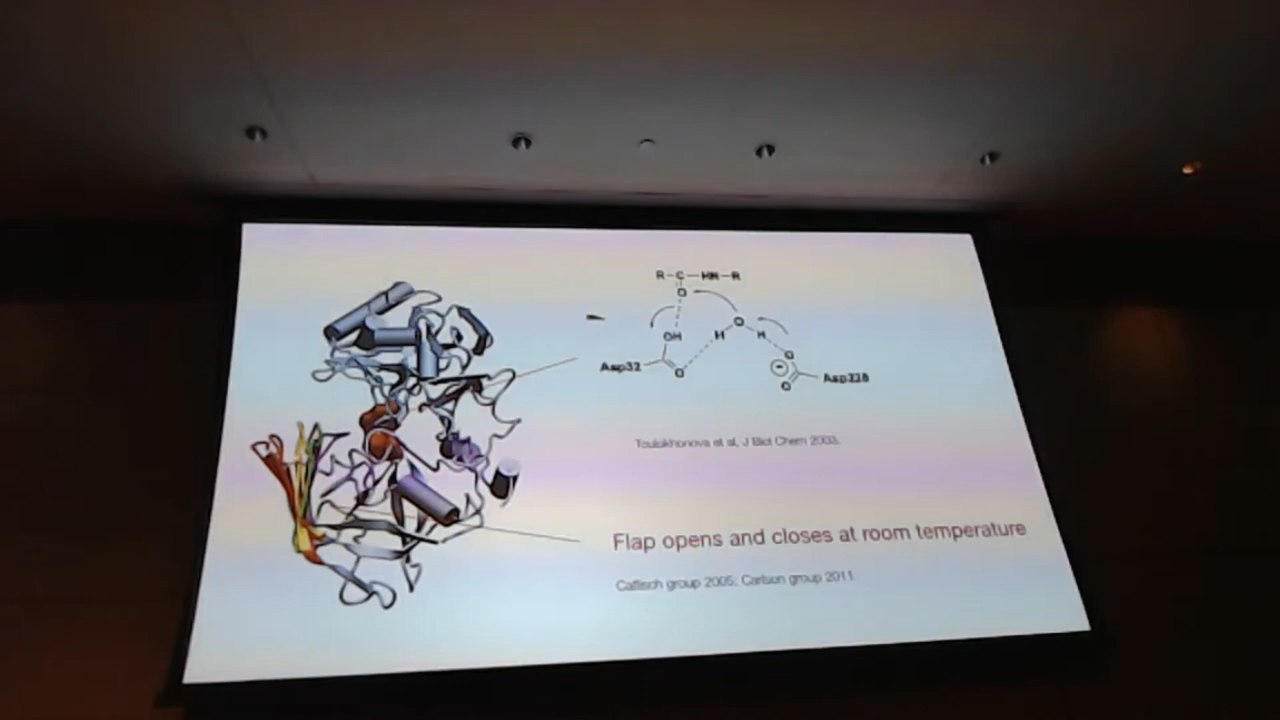 R–C–HN–R
O
OH
O
H
H
O
Asp32
O
−
O
Asp228
Toulokhonova et al, J Biol Chem 2003.
Flap opens and closes at room temperature
Caflisch group 2005; Carlson group 2011